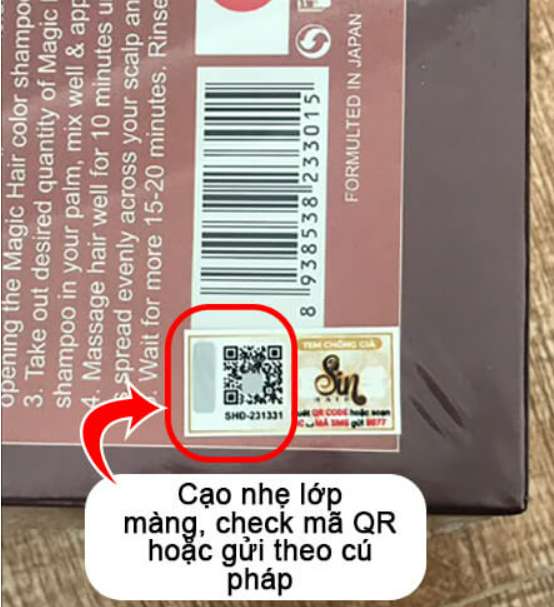 opening the Magic Hair color shampoo
3. Take out desired quantity of Magic
shampoo in your palm, mix well & app
4. Massage hair well for 10 minutes u
spread evenly across your scalp an
Wait for more 15-20 minutes. Rinse
8 938538 233015
FORMULTED IN JAPAN
SHD-231331
TEM CHỐNG GIẢ
Sin
HAIR
QR CODE hoặc soạn
MÃ SMS gửi 8077
Cạo nhẹ lớp
màng, check mã QR
hoặc gửi theo cú
pháp